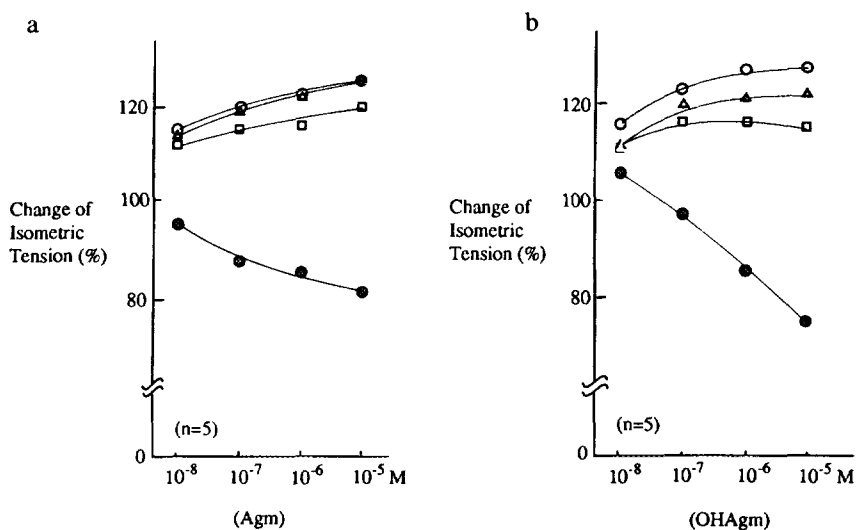 a
120
100
80
0
Change of
Isometric
Tension (%)
(n=5)
10⁻⁸ 10⁻⁷ 10⁻⁶ 10⁻⁵ M
(Agm)
b
120
100
80
0
Change of
Isometric
Tension (%)
(n=5)
10⁻⁸ 10⁻⁷ 10⁻⁶ 10⁻⁵ M
(OHAgm)